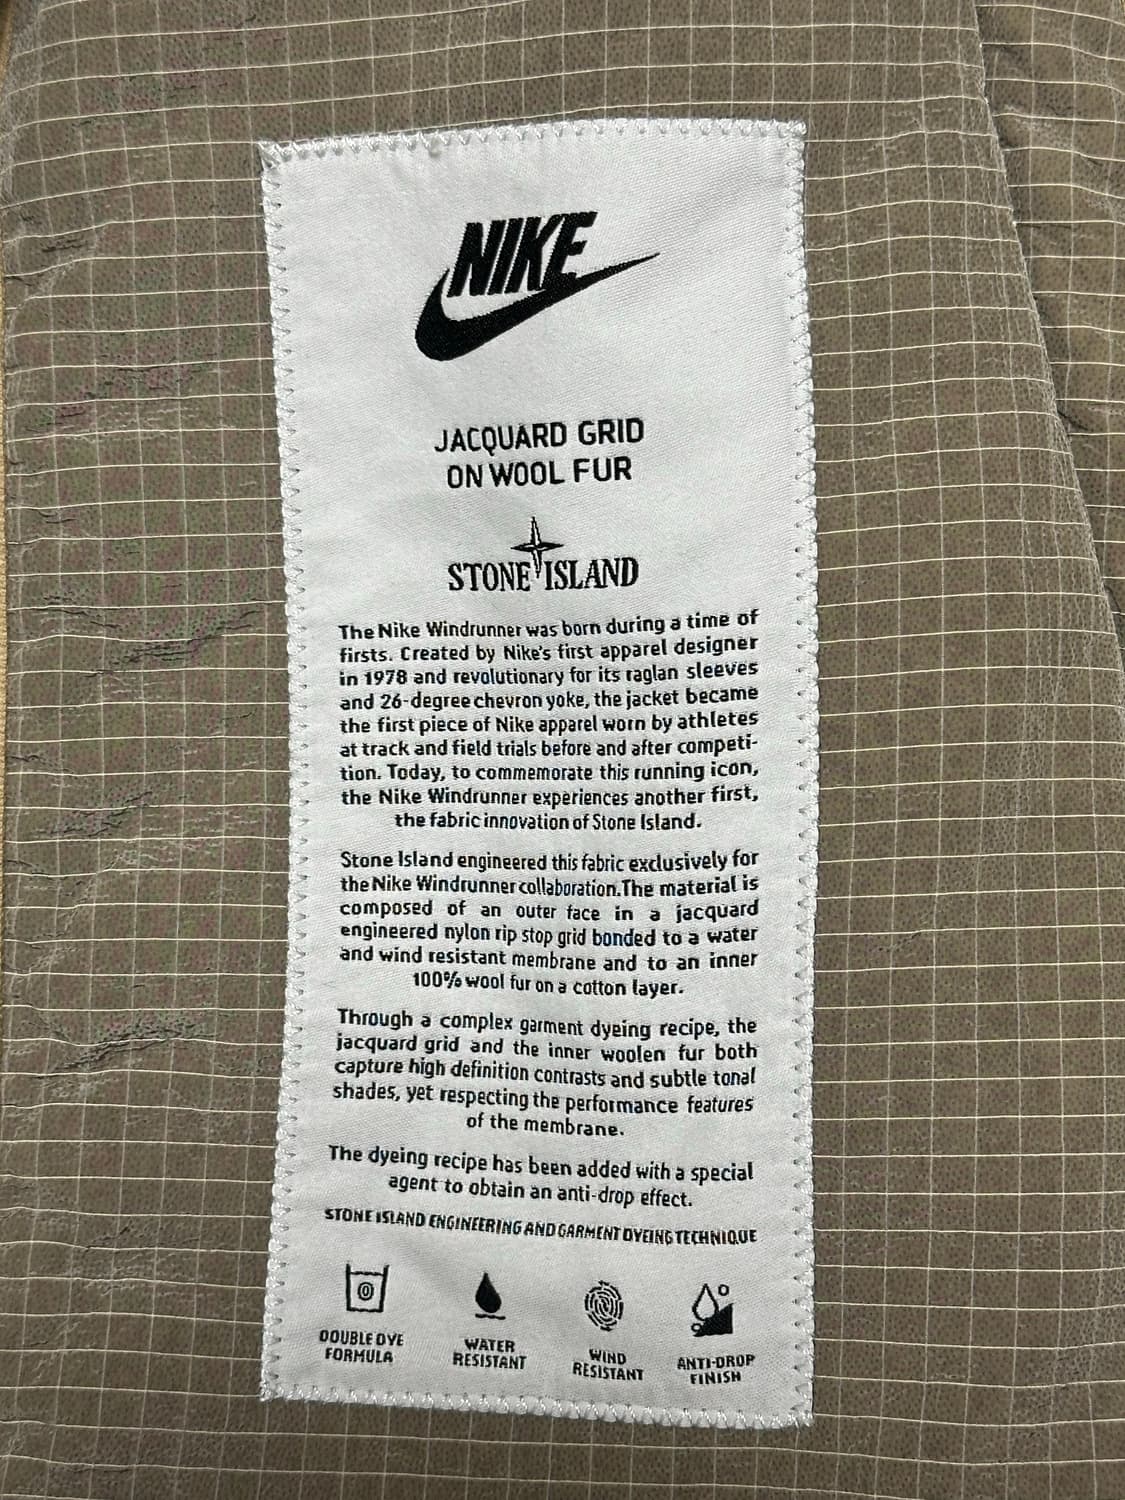 NIKE
JACQUARD GRID
ON WOOL FUR
STONE ISLAND
The Nike Windrunner was born during a time of
firsts. Created by Nike's first apparel designer
in 1978 and revolutionary for its raglan sleeves
and 26-degree chevron yoke, the jacket became
the first piece of Nike apparel worn by athletes
at track and field trials before and after competi-
tion. Today, to commemorate this running icon,
the Nike Windrunner experiences another first,
the fabric innovation of Stone Island.
Stone Island engineered this fabric exclusively for
the Nike Windrunner collaboration. The material is
composed of an outer face in a jacquard
engineered nylon rip stop grid bonded to a water
and wind resistant membrane and to an inner
100% wool fur on a cotton layer.
Through a complex garment dyeing recipe, the
jacquard grid and the inner woolen fur both
capture high definition contrasts and subtle tonal
shades, yet respecting the performance features
of the membrane.
The dyeing recipe has been added with a special
agent to obtain an anti-drop effect.
STONE ISLAND ENGINEERING AND GARMENT DYEING TECHNIQUE
DOUBLE DYE
FORMULA
WATER
RESISTANT
WIND
RESISTANT
ANTI-DROP
FINISH